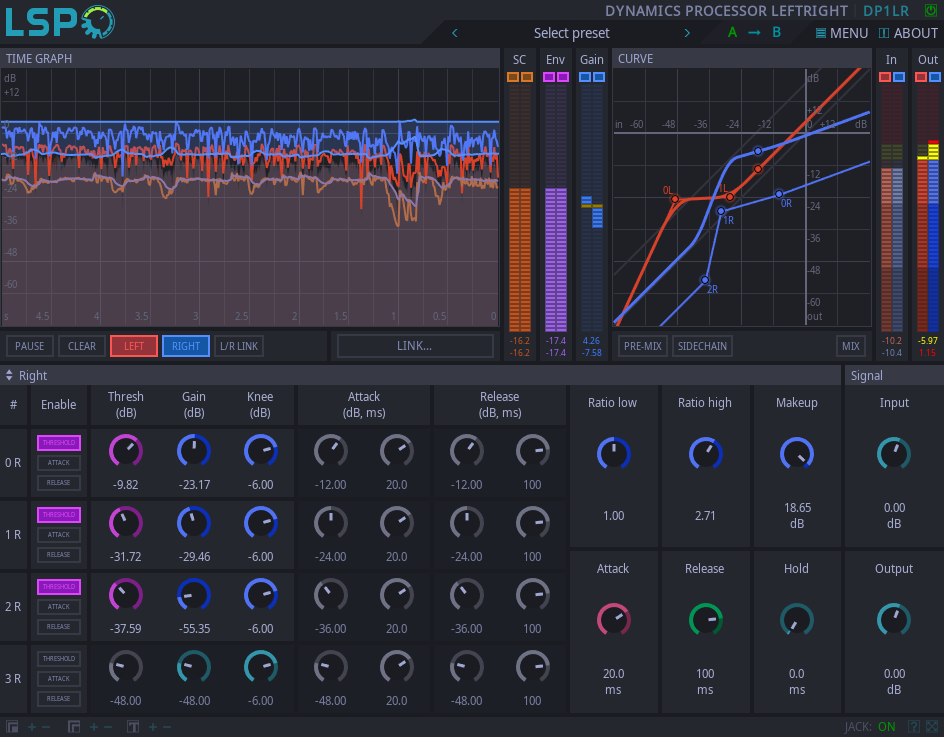 LSP
DYNAMICS PROCESSOR LEFTRIGHT DP1LR
Select preset A B MENU ABOUT
TIME GRAPH SC Env Gain CURVE In Out
dB dB
+12 +12
in -60 -48 -36 -24 -12 0 +12 dB
-12
-24 0L 1L 0R -24
1R
-36 -36
-48 -48
2R
-60 -60
s 4.5 4 3.5 3 2.5 2 1.5 1 0.5 0 out
PAUSE CLEAR LEFT RIGHT L/R LINK LINK... -16.2 -17.4 4.26 PRE-MIX SIDECHAIN MIX -10.2 -5.97
-16.2 -17.4 -7.58 -10.4 1.15
Right Signal
# Enable Thresh (dB) Gain (dB) Knee (dB) Attack (dB, ms) Release (dB, ms) Ratio low Ratio high Makeup Input
0 R THRESHOLD ATTACK RELEASE
-9.82 -23.17 -6.00 -12.00 20.0 -12.00 100
1.00 2.71 18.65 dB 0.00 dB
1 R THRESHOLD ATTACK RELEASE
-31.72 -29.46 -6.00 -24.00 20.0 -24.00 100
Attack Release Hold Output
2 R THRESHOLD ATTACK RELEASE
-37.59 -55.35 -6.00 -36.00 20.0 -36.00 100
3 R THRESHOLD ATTACK RELEASE
-48.00 -24.00 -6.00 -48.00 20.0 -48.00 100
20.0 ms 100 ms 0.0 ms 0.00 dB
JACK: ON